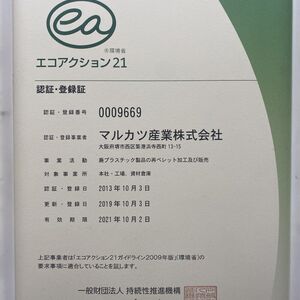 ea
®環境省
エコアクション21
認証・登録証
認証・登録番号 0009669
認証・登録事業者 マルカツ産業株式会社
大阪府堺市西区築港浜寺西町 13-15
事業活動 廃プラスチック製品の再ペレット加工及び販売
対象事業所 本社・工場、資材倉庫
認証・登録日 2013年10月3日
更新・登録日 2019年10月3日
有効期限 2021年10月2日
上記事業者は「エコアクション21ガイドライン2009年版」(環境省)の
要求事項に適合していることを証します。
一般財団法人 持続性推進機構